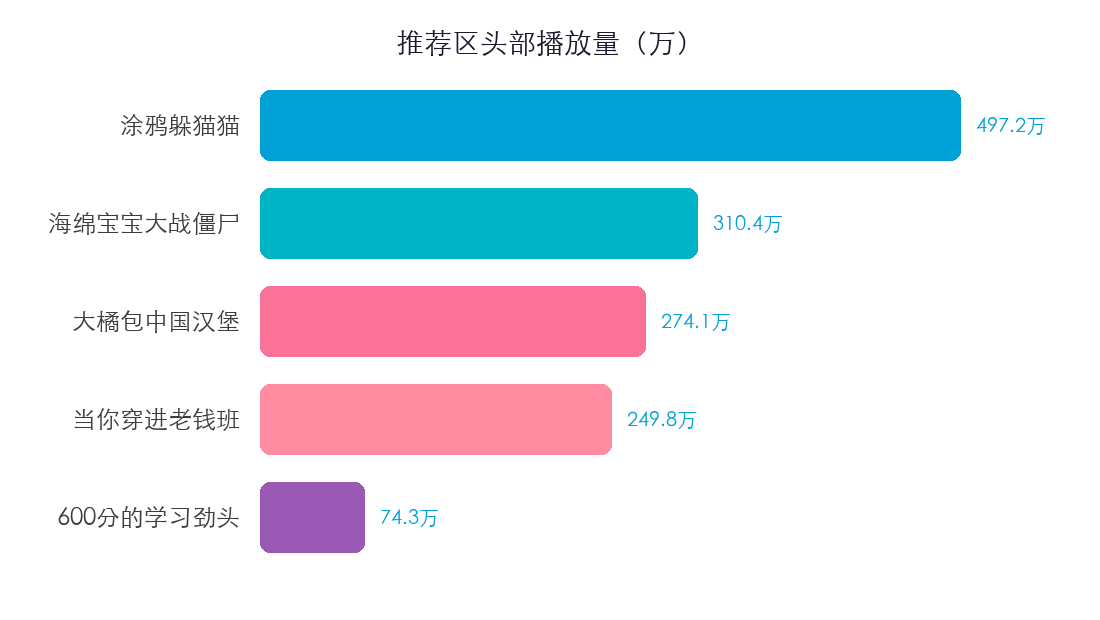 推荐区头部播放量（万）
涂鸦躲猫猫 497.2万
海绵宝宝大战僵尸 310.4万
大橘包中国汉堡 274.1万
当你穿进老钱班 249.8万
600分的学习劲头 74.3万